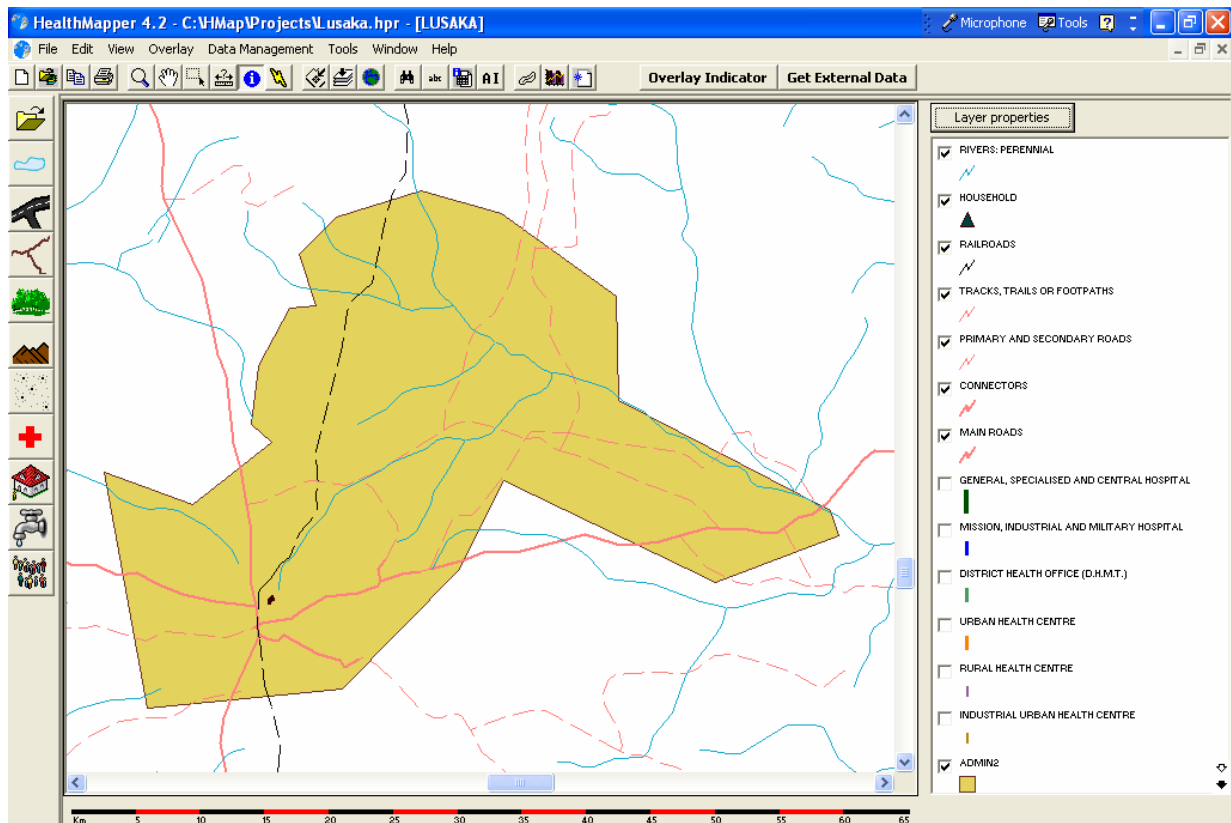 HealthMapper 4.2 - C:\HMap\Projects\Lusaka.hpr - [LUSAKA]
Microphone Tools
File Edit View Overlay Data Management Tools Window Help
abc AI Overlay Indicator Get External Data
Layer properties
RIVERS: PERENNIAL
HOUSEHOLD
RAILROADS
TRACKS, TRAILS OR FOOTPATHS
PRIMARY AND SECONDARY ROADS
CONNECTORS
MAIN ROADS
GENERAL, SPECIALISED AND CENTRAL HOSPITAL
MISSION, INDUSTRIAL AND MILITARY HOSPITAL
DISTRICT HEALTH OFFICE (D.H.M.T.)
URBAN HEALTH CENTRE
RURAL HEALTH CENTRE
INDUSTRIAL URBAN HEALTH CENTRE
ADMIN2
Km 5 10 15 20 25 30 35 40 45 50 55 60 65